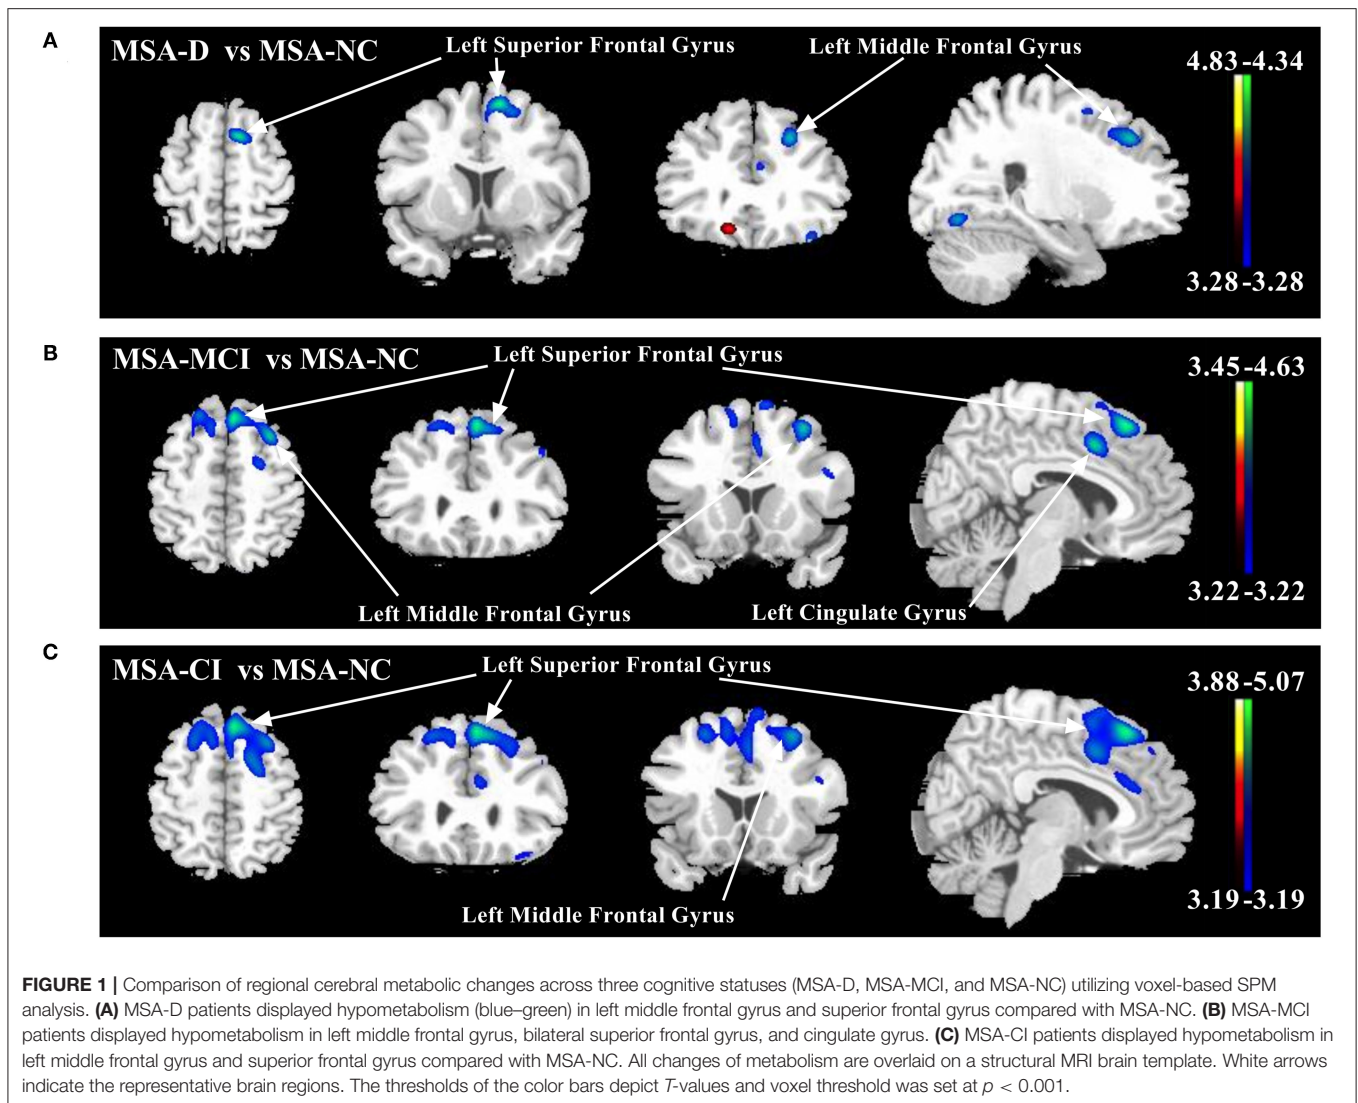 A
MSA-D vs MSA-NC
Left Superior Frontal Gyrus
Left Middle Frontal Gyrus
4.83-4.34
3.28-3.28
B
MSA-MCI vs MSA-NC
Left Superior Frontal Gyrus
3.45-4.63
Left Middle Frontal Gyrus
Left Cingulate Gyrus
3.22-3.22
C
MSA-CI vs MSA-NC
Left Superior Frontal Gyrus
3.88-5.07
Left Middle Frontal Gyrus
3.19-3.19
FIGURE 1 | Comparison of regional cerebral metabolic changes across three cognitive statuses (MSA-D, MSA-MCI, and MSA-NC) utilizing voxel-based SPM
analysis. (A) MSA-D patients displayed hypometabolism (blue–green) in left middle frontal gyrus and superior frontal gyrus compared with MSA-NC. (B) MSA-MCI
patients displayed hypometabolism in left middle frontal gyrus, bilateral superior frontal gyrus, and cingulate gyrus. (C) MSA-CI patients displayed hypometabolism in
left middle frontal gyrus and superior frontal gyrus compared with MSA-NC. All changes of metabolism are overlaid on a structural MRI brain template. White arrows
indicate the representative brain regions. The thresholds of the color bars depict T-values and voxel threshold was set at p < 0.001.